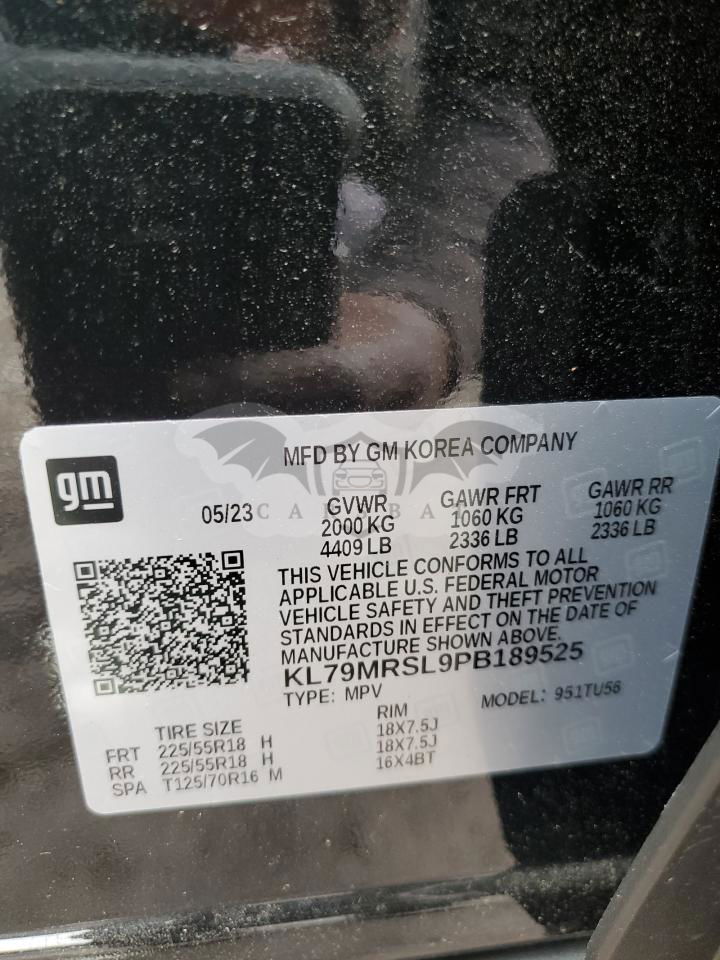 gm
MFD BY GM KOREA COMPANY
05/23 GVWR GAWR FRT GAWR RR
2000 KG 1060 KG 1060 KG
4409 LB 2336 LB 2336 LB
THIS VEHICLE CONFORMS TO ALL
APPLICABLE U.S. FEDERAL MOTOR
VEHICLE SAFETY AND THEFT PREVENTION
STANDARDS IN EFFECT ON THE DATE OF
MANUFACTURE SHOWN ABOVE.
KL79MRSL9PB189525
TYPE: MPV MODEL: 951TU56
TIRE SIZE RIM
FRT 225/55R18 H 18X7.5J
RR 225/55R18 H 18X7.5J
SPA T125/70R16 M 16X4BT